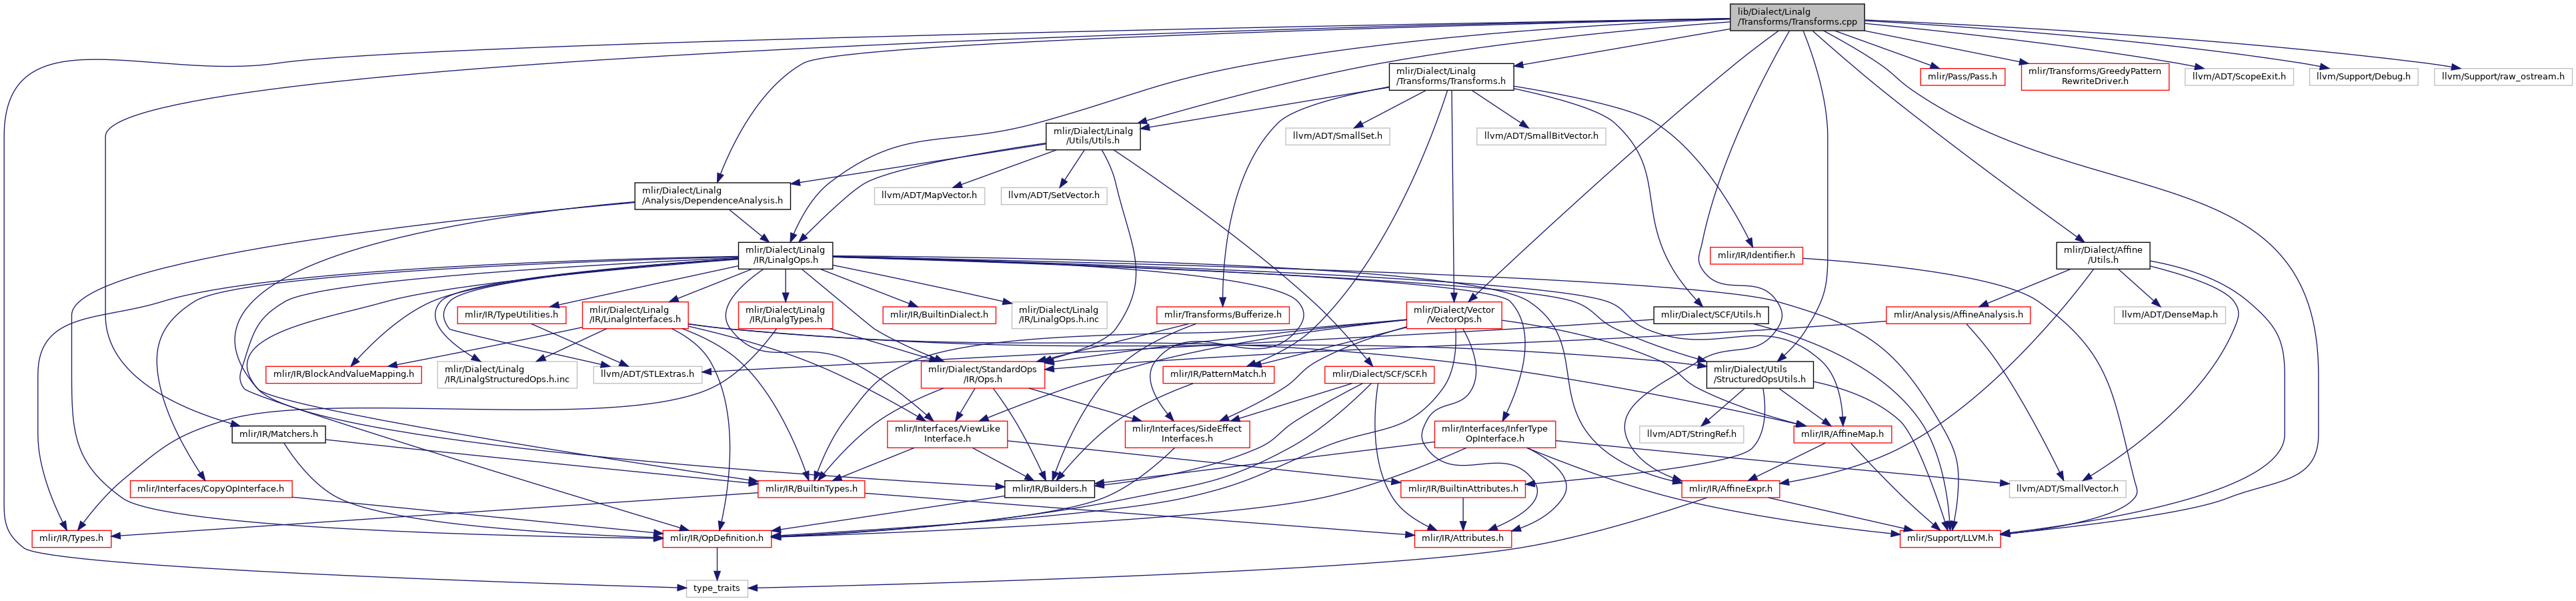 lib/Dialect/Linalg
/Transforms/Transforms.cpp
mlir/Dialect/Linalg
/Transforms/Transforms.h
mlir/Pass/Pass.h
mlir/Transforms/GreedyPattern
RewriteDriver.h
llvm/ADT/ScopeExit.h
llvm/Support/Debug.h
llvm/Support/raw_ostream.h
mlir/Dialect/Linalg
/Utils/Utils.h
llvm/ADT/SmallSet.h
llvm/ADT/SmallBitVector.h
mlir/Dialect/Linalg
/Analysis/DependenceAnalysis.h
llvm/ADT/MapVector.h
llvm/ADT/SetVector.h
mlir/Dialect/Linalg
/IR/LinalgOps.h
mlir/IR/Identifier.h
mlir/Dialect/Affine
/Utils.h
mlir/IR/TypeUtilities.h
mlir/Dialect/Linalg
/IR/LinalgInterfaces.h
mlir/Dialect/Linalg
/IR/LinalgTypes.h
mlir/IR/BuiltinDialect.h
mlir/Dialect/Linalg
/IR/LinalgOps.h.inc
mlir/Transforms/Bufferize.h
mlir/Dialect/Vector
/VectorOps.h
mlir/Dialect/SCF/Utils.h
mlir/Analysis/AffineAnalysis.h
llvm/ADT/DenseMap.h
mlir/IR/BlockAndValueMapping.h
mlir/Dialect/Linalg
/IR/LinalgStructuredOps.h.inc
llvm/ADT/STLExtras.h
mlir/Dialect/StandardOps
/IR/Ops.h
mlir/IR/PatternMatch.h
mlir/Dialect/SCF/SCF.h
mlir/Dialect/Utils
/StructuredOpsUtils.h
mlir/IR/Matchers.h
mlir/Interfaces/ViewLike
Interface.h
mlir/Interfaces/SideEffect
Interfaces.h
mlir/Interfaces/InferType
OpInterface.h
llvm/ADT/StringRef.h
mlir/IR/AffineMap.h
mlir/Interfaces/CopyOpInterface.h
mlir/IR/BuiltinTypes.h
mlir/IR/Builders.h
mlir/IR/BuiltinAttributes.h
mlir/IR/AffineExpr.h
llvm/ADT/SmallVector.h
mlir/IR/Types.h
mlir/IR/OpDefinition.h
mlir/IR/Attributes.h
mlir/Support/LLVM.h
type_traits